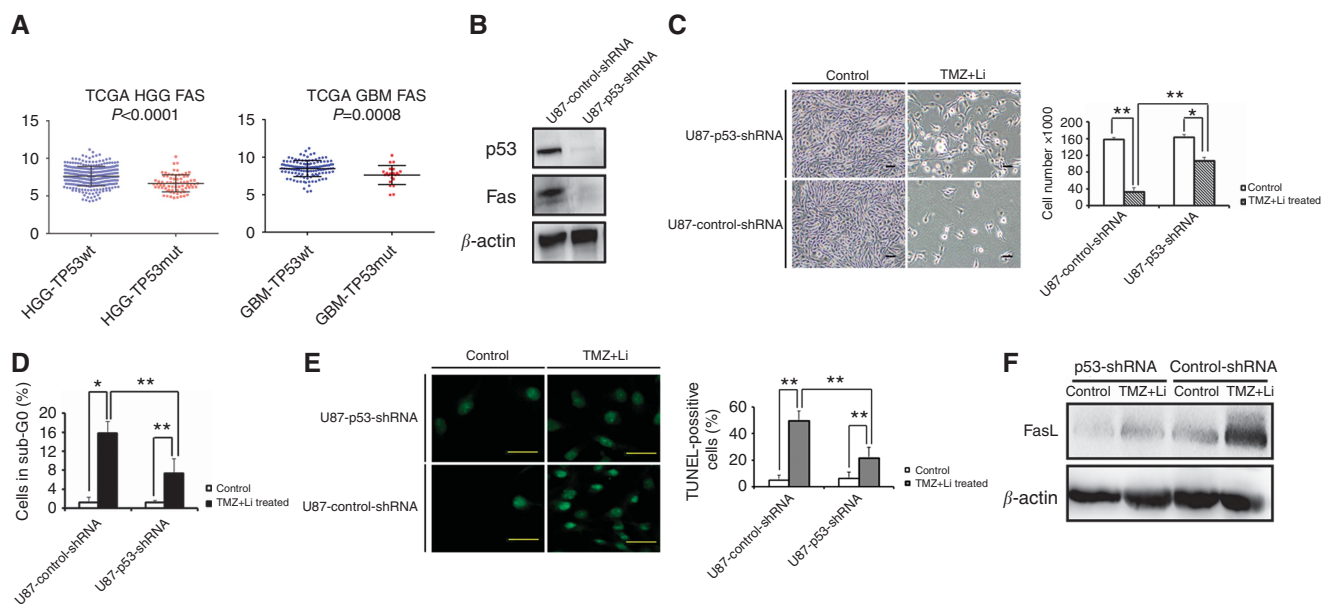 A
TCGA HGG FAS
P<0.0001
15
10
5
0
HGG-TP53wt
HGG-TP53mut
TCGA GBM FAS
P=0.0008
15
10
5
0
GBM-TP53wt
GBM-TP53mut
B
U87-control-shRNA
U87-p53-shRNA
p53
Fas
β-actin
C
Control
TMZ+Li
U87-p53-shRNA
U87-control-shRNA
Cell number ×1000
200
160
120
80
40
0
**
**
*
Control
TMZ+Li treated
U87-control-shRNA
U87-p53-shRNA
D
Cells in sub-G0 (%)
20
16
12
8
4
0
*
**
**
Control
TMZ+Li treated
U87-control-shRNA
U87-p53-shRNA
E
Control
TMZ+Li
U87-p53-shRNA
U87-control-shRNA
TUNEL-possitive
cells (%)
60
40
20
0
**
**
**
Control
TMZ+Li treated
U87-control-shRNA
U87-p53-shRNA
F
p53-shRNA
Control-shRNA
Control
TMZ+Li
Control
TMZ+Li
FasL
β-actin